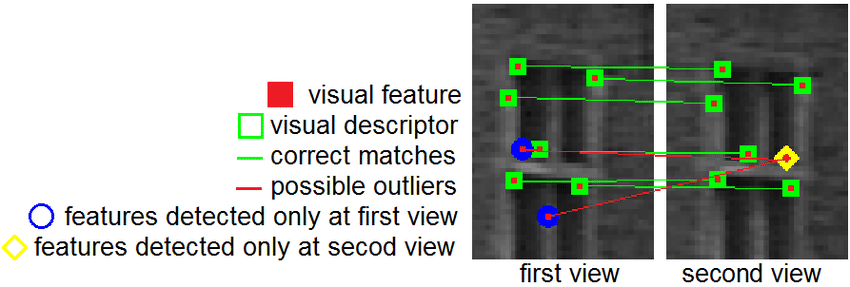 visual feature
visual descriptor
correct matches
possible outliers
features detected only at first view
features detected only at secod view
first view
second view